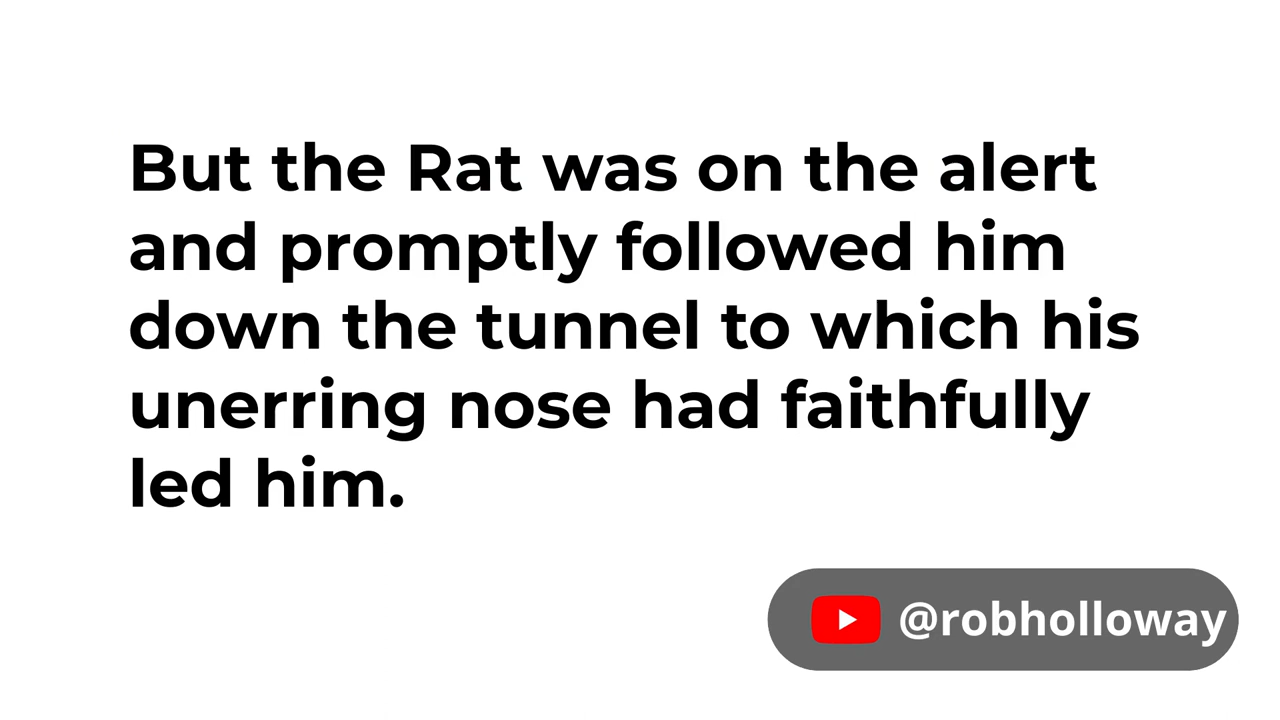 But the Rat was on the alert
and promptly followed him
down the tunnel to which his
unerring nose had faithfully
led him.
@robholloway